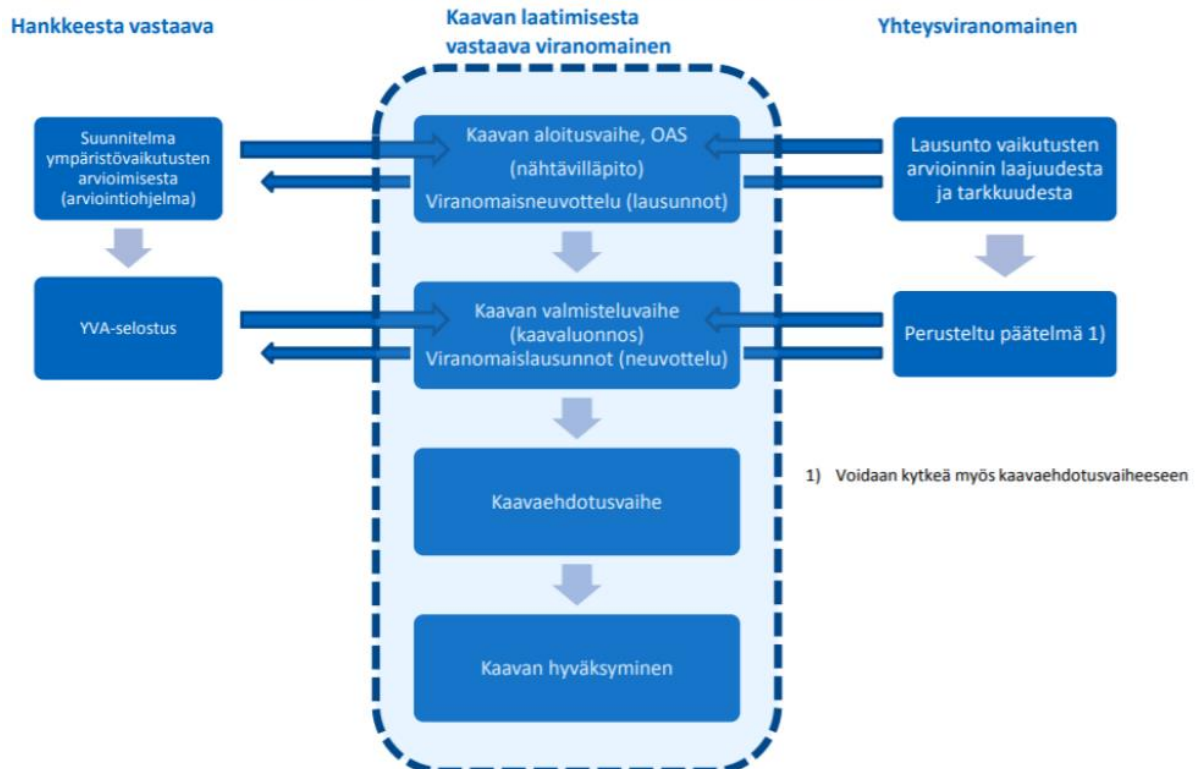 Hankkeesta vastaava
Kaavan laatimisesta
vastaava viranomainen
Yhteysviranomainen
Suunnitelma
ympäristövaikutusten
arvioimisesta
(arviointiohjelma)
Kaavan aloitusvaihe, OAS
(nähtävilläpito)
Viranomaisneuvottelu (lausunnot)
Lausunto vaikutusten
arvioinnin laajuudesta
ja tarkkuudesta
YVA-selostus
Kaavan valmisteluvaihe
(kaavaluonnos)
Viranomaislausunnot (neuvottelu)
Perusteltu päätelmä 1)
1) Voidaan kytkeä myös kaavaehdotusvaiheeseen
Kaavaehdotusvaihe
Kaavan hyväksyminen